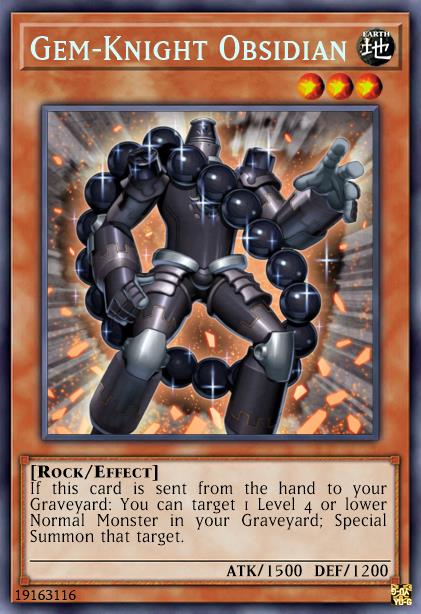 Gem-Knight Obsidian
EARTH
地
[Rock/Effect]
If this card is sent from the hand to your
Graveyard: You can target 1 Level 4 or lower
Normal Monster in your Graveyard; Special
Summon that target.
ATK/1500 DEF/1200
19163116